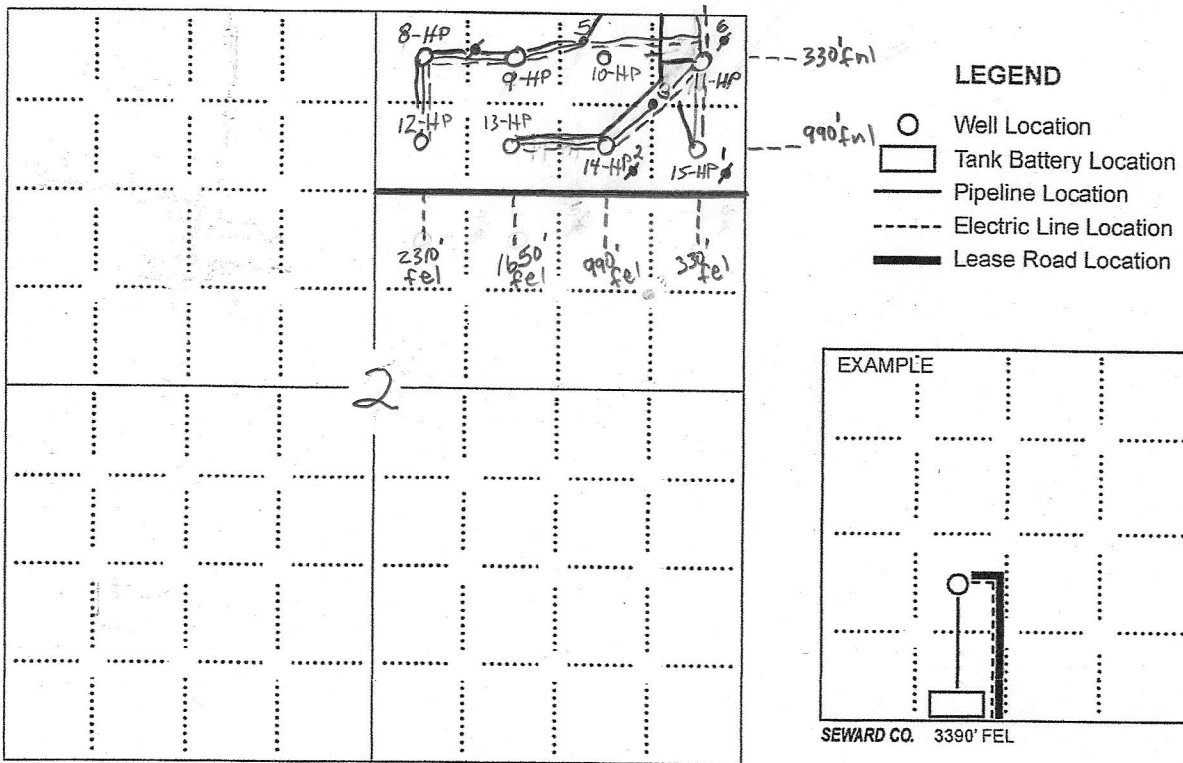 8-HP
5
6
9-HP
10-HP
11-HP
330' fnl
12-HP
13-HP
3
14-HP
2
15-HP
1
990' fnl
2310'
fel
1650'
fel
990'
fel
330'
fel
2
LEGEND
Well Location
Tank Battery Location
Pipeline Location
Electric Line Location
Lease Road Location
EXAMPLE
SEWARD CO. 3390' FEL